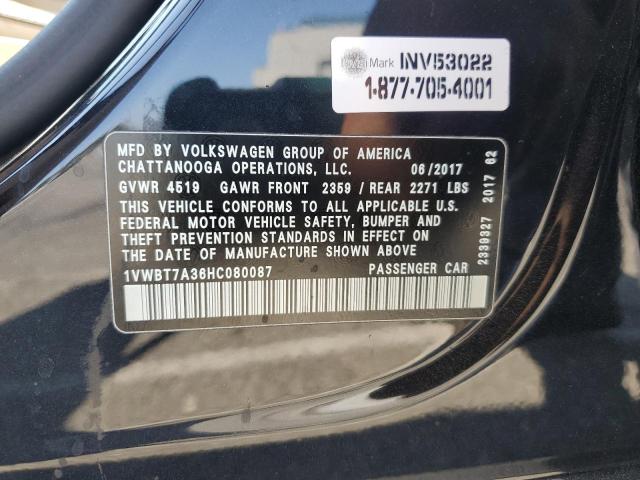 Mark INV53022
1-877-705-4001
MFD BY VOLKSWAGEN GROUP OF AMERICA
CHATTANOOGA OPERATIONS, LLC. 06/2017
GVWR 4519 GAWR FRONT 2359 / REAR 2271 LBS
THIS VEHICLE CONFORMS TO ALL APPLICABLE U.S.
FEDERAL MOTOR VEHICLE SAFETY, BUMPER AND
THEFT PREVENTION STANDARDS IN EFFECT ON
THE DATE OF MANUFACTURE SHOWN ABOVE
1VWBT7A36HC080087 PASSENGER CAR
2339327 2017 62